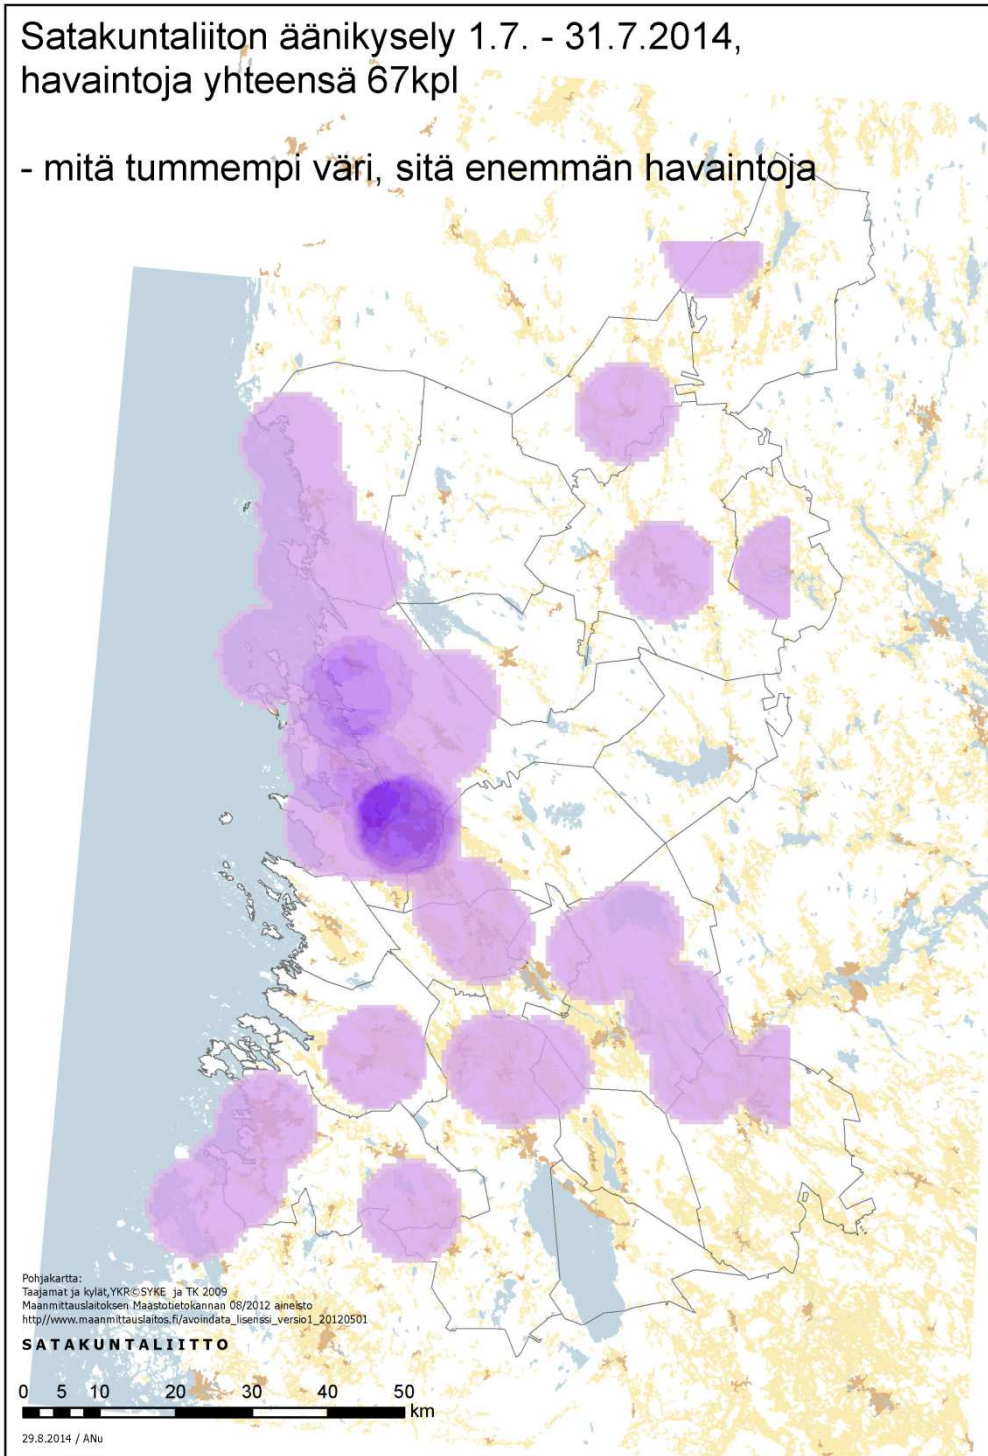 Satakuntaliiton äänikysely 1.7. - 31.7.2014,
havaintoja yhteensä 67kpl
- mitä tummempi väri, sitä enemmän havaintoja
Pohjakartta:
Taajamat ja kylät,YKR©SYKE ja TK 2009
Maanmittauslaitoksen Maastotietokannan 08/2012 aineisto
http//www.maanmittauslaitos.fi/avoindata_lisenssi_versio1_20120501
SATAKUNTALIITTO
0 5 10 20 30 40 50
km
29.8.2014 / ANu